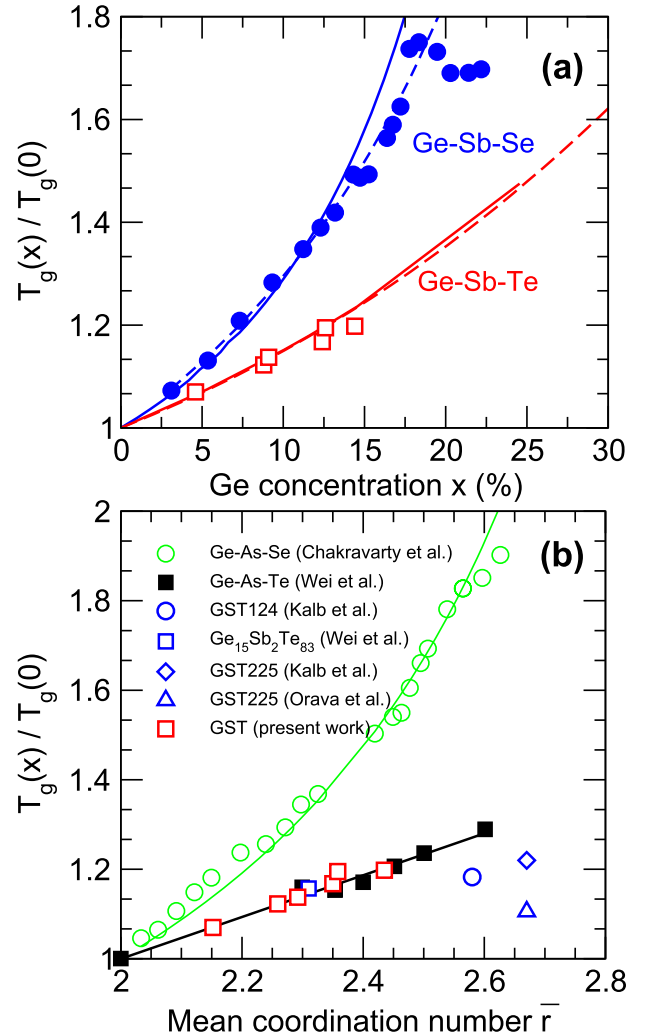 1.8
(a)
1.6
Ge-Sb-Se
T_g(x) / T_g(0)
1.4
Ge-Sb-Te
1.2
1
0 5 10 15 20 25 30
Ge concentration x (%)
2
(b)
Ge-As-Se (Chakravarty et al.)
Ge-As-Te (Wei et al.)
GST124 (Kalb et al.)
Ge₁₅Sb₂Te₈₃ (Wei et al.)
GST225 (Kalb et al.)
GST225 (Orava et al.)
GST (present work)
1.8
T_g(x) / T_g(0)
1.6
1.4
1.2
1
2 2.2 2.4 2.6 2.8
Mean coordination number r̅